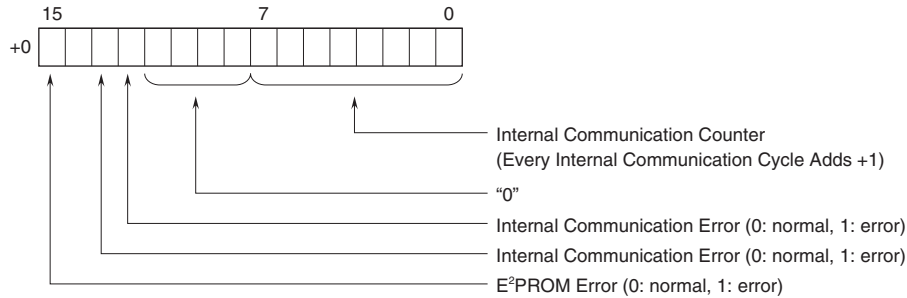 15 7 0
+0
Internal Communication Counter
(Every Internal Communication Cycle Adds +1)
“0”
Internal Communication Error (0: normal, 1: error)
Internal Communication Error (0: normal, 1: error)
E²PROM Error (0: normal, 1: error)